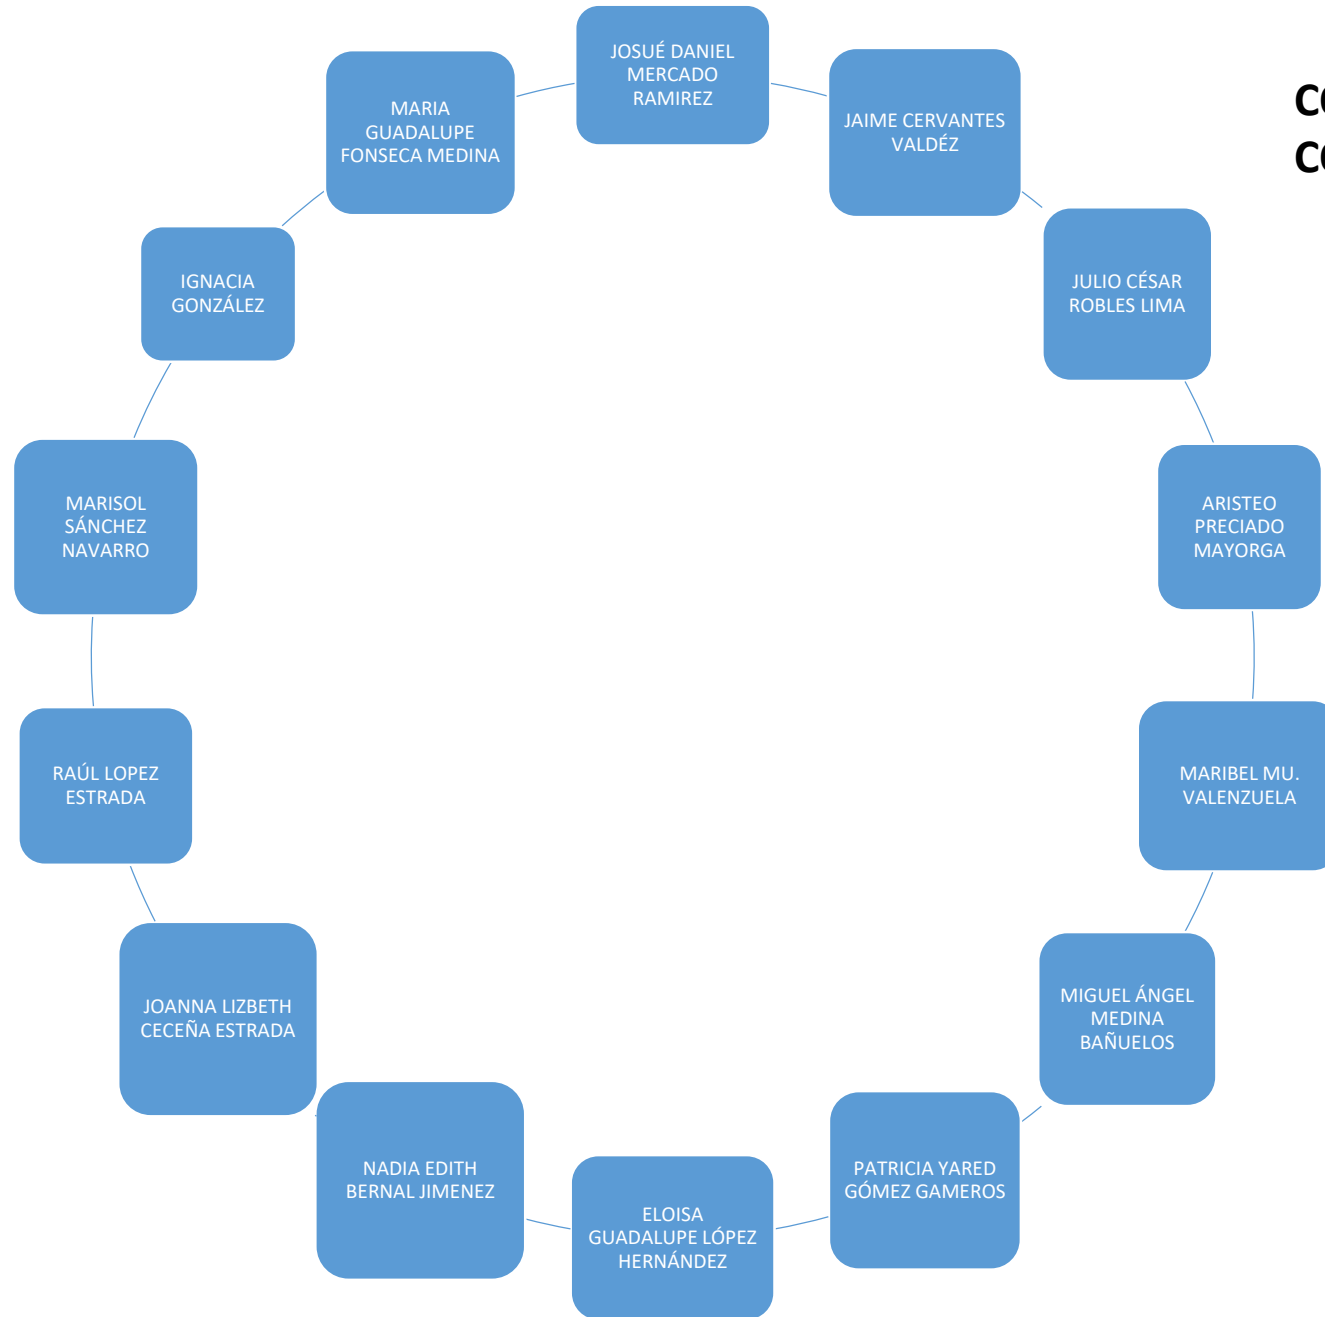 JOSUÉ DANIEL
MERCADO
RAMIREZ
JAIME CERVANTES
VALDÉZ
JULIO CÉSAR
ROBLES LIMA
ARISTEO
PRECIADO
MAYORGA
MARIBEL MU.
VALENZUELA
MIGUEL ÁNGEL
MEDINA
BAÑUELOS
PATRICIA YARED
GÓMEZ GAMEROS
ELOISA
GUADALUPE LÓPEZ
HERNÁNDEZ
NADIA EDITH
BERNAL JIMENEZ
JOANNA LIZBETH
CECEÑA ESTRADA
RAÚL LOPEZ
ESTRADA
MARISOL
SÁNCHEZ
NAVARRO
IGNACIA
GONZÁLEZ
MARIA
GUADALUPE
FONSECA MEDINA